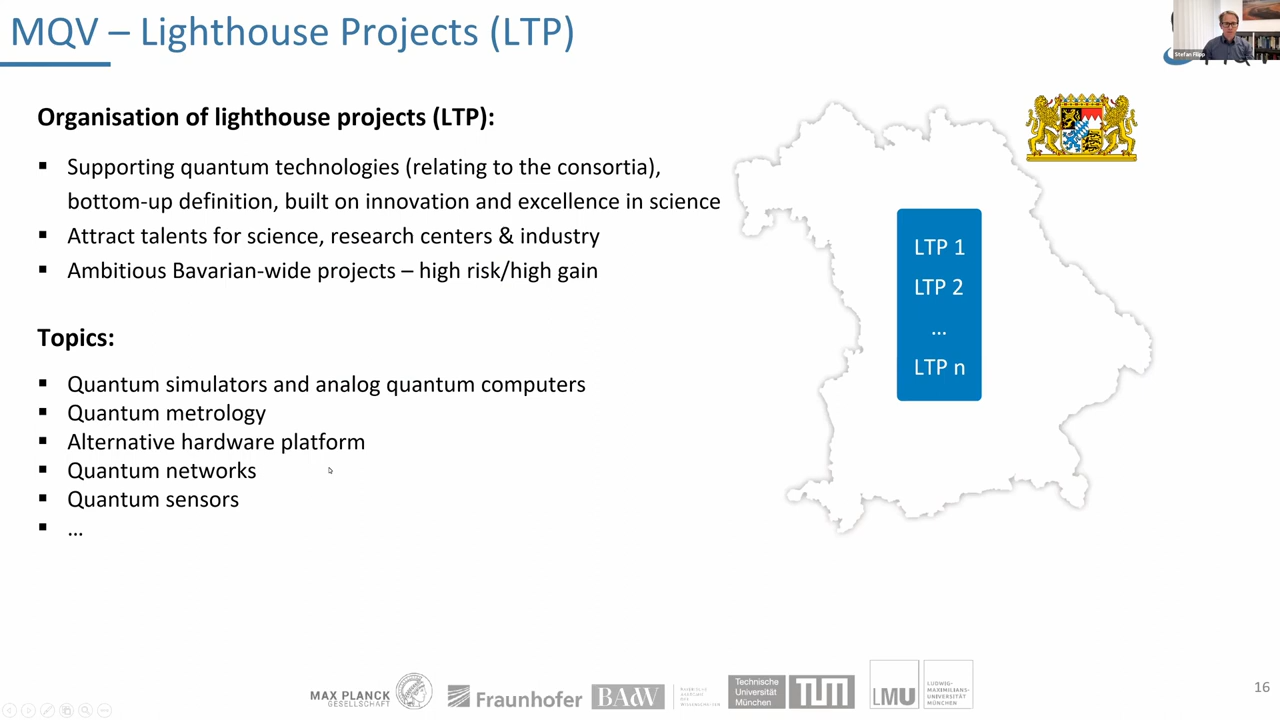 MQV – Lighthouse Projects (LTP)
Stefan Filipp
Organisation of lighthouse projects (LTP):
▪ Supporting quantum technologies (relating to the consortia),
bottom-up definition, built on innovation and excellence in science
▪ Attract talents for science, research centers & industry
▪ Ambitious Bavarian-wide projects – high risk/high gain
LTP 1
LTP 2
...
LTP n
Topics:
▪ Quantum simulators and analog quantum computers
▪ Quantum metrology
▪ Alternative hardware platform
▪ Quantum networks
▪ Quantum sensors
▪ ...
MAX PLANCK
GESELLSCHAFT
Fraunhofer
BAdW
Technische
Universität
München
TUM
LMU
LUDWIG-
MAXIMILIANS-
UNIVERSITÄT
MÜNCHEN
16